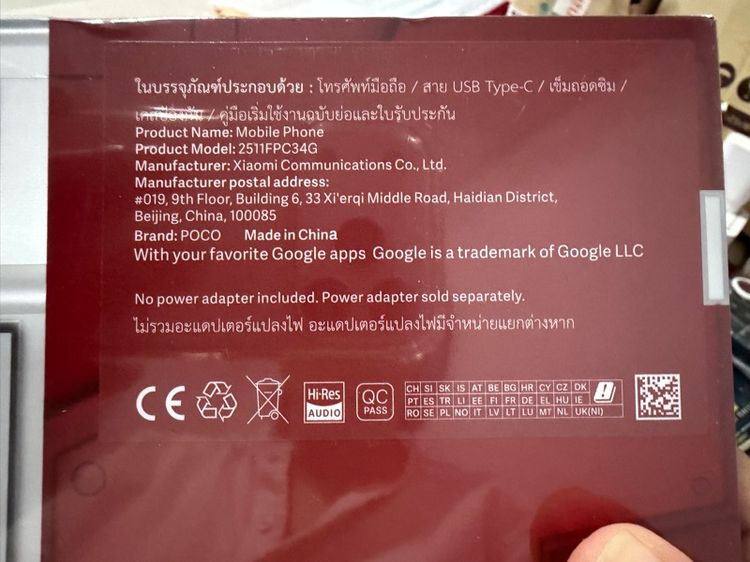 ในบรรจุภัณฑ์ประกอบด้วย : โทรศัพท์มือถือ / สาย USB Type-C / เข็มถอดซิม /
/ คู่มือเริ่มใช้งานฉบับย่อและใบรับประกัน
Product Name: Mobile Phone
Product Model: 2511FPC34G
Manufacturer: Xiaomi Communications Co., Ltd.
Manufacturer postal address:
#019, 9th Floor, Building 6, 33 Xi'erqi Middle Road, Haidian District,
Beijing, China, 100085
Brand: POCO Made in China
With your favorite Google apps Google is a trademark of Google LLC
No power adapter included. Power adapter sold separately.
ไม่รวมอะแดปเตอร์แปลงไฟ อะแดปเตอร์แปลงไฟมีจำหน่ายแยกต่างหาก
CE
Hi-Res
AUDIO
QC
PASS
CH SI SK IS AT BE BG HR CY CZ DK
PT ES TR LI EE FI FR DE EL HU IE
RO SE PL NO IT LV LT LU MT NL UK(NI)